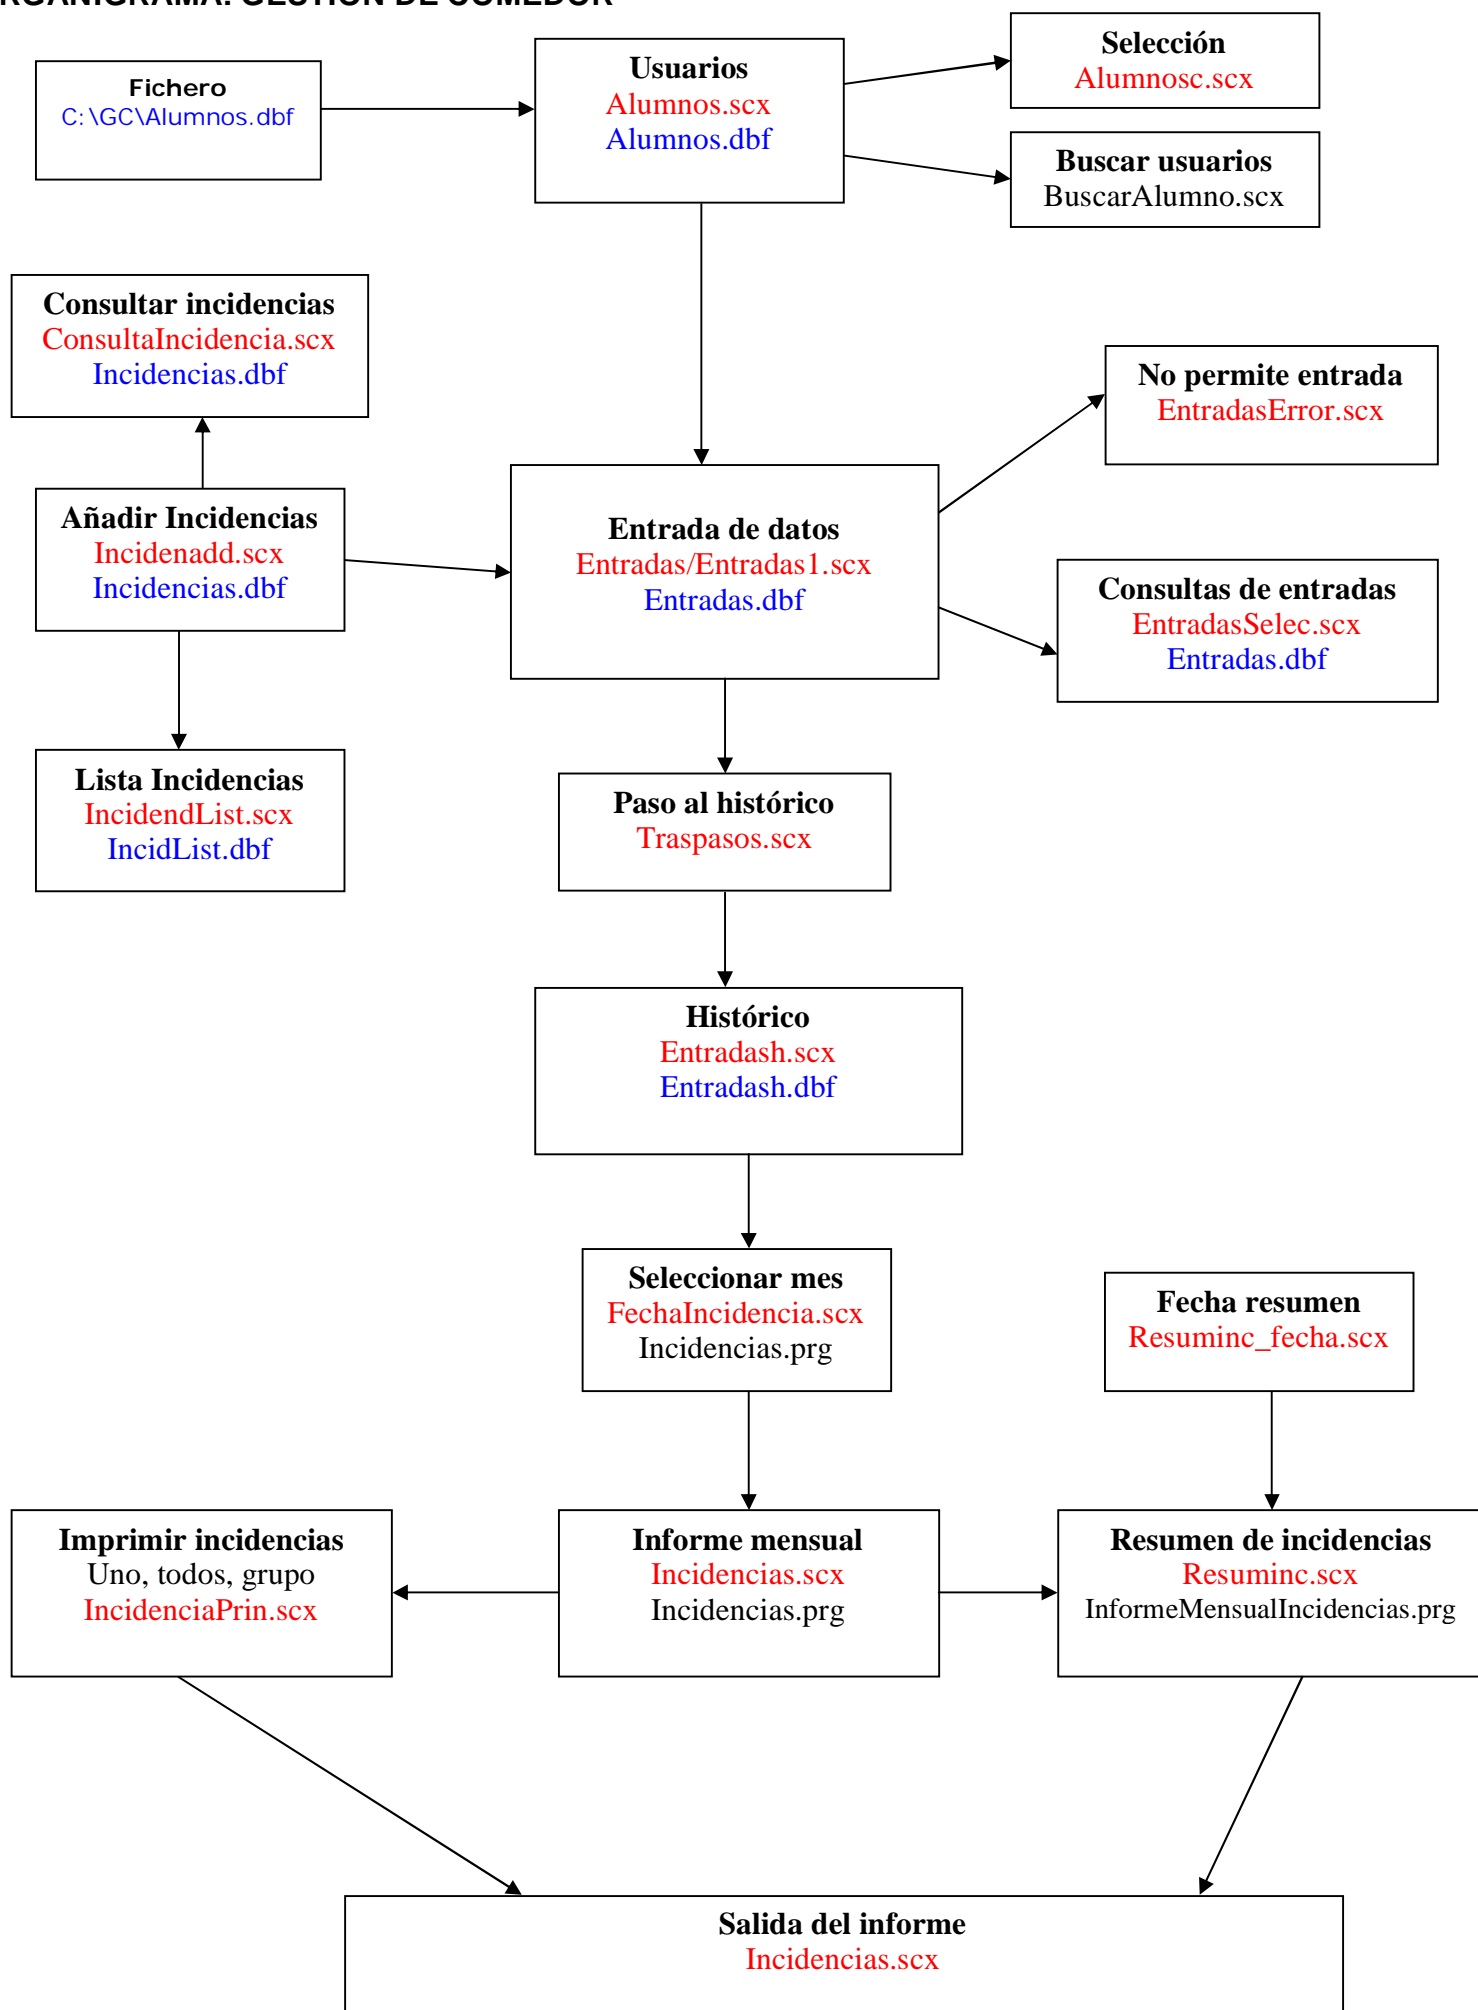 RGANIGRAMA: GESTIÓN DE COMEDOR
Fichero
C:\GC\Alumnos.dbf
Usuarios
Alumnos.scx
Alumnos.dbf
Selección
Alumnosc.scx
Buscar usuarios
BuscarAlumno.scx
Consultar incidencias
ConsultaIncidencia.scx
Incidencias.dbf
No permite entrada
EntradasError.scx
Añadir Incidencias
Incidenadd.scx
Incidencias.dbf
Entrada de datos
Entradas/Entradas1.scx
Entradas.dbf
Consultas de entradas
EntradasSelec.scx
Entradas.dbf
Lista Incidencias
IncidendList.scx
IncidList.dbf
Paso al histórico
Traspasos.scx
Histórico
Entradash.scx
Entradash.dbf
Seleccionar mes
FechaIncidencia.scx
Incidencias.prg
Fecha resumen
Resuminc_fecha.scx
Imprimir incidencias
Uno, todos, grupo
IncidenciaPrin.scx
Informe mensual
Incidencias.scx
Incidencias.prg
Resumen de incidencias
Resuminc.scx
InformeMensualIncidencias.prg
Salida del informe
Incidencias.scx